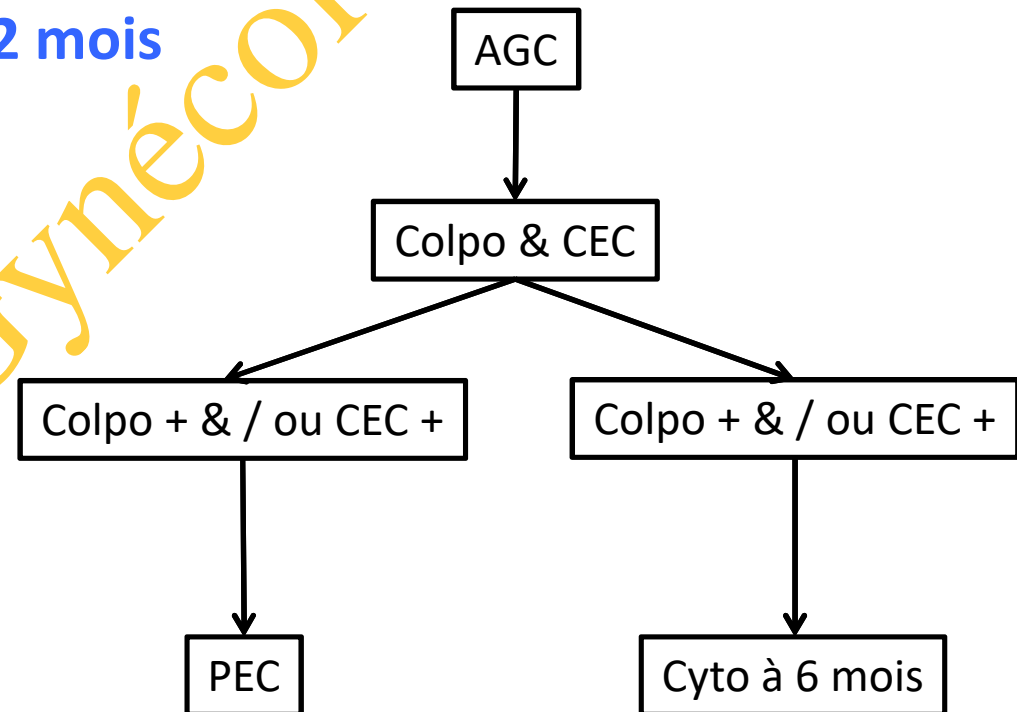 2 mois
AGC
Colpo & CEC
Colpo + & / ou CEC +
Colpo + & / ou CEC +
PEC
Cyto à 6 mois